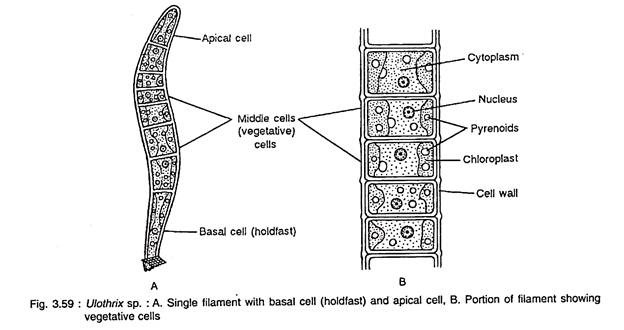 Apical cell
Middle cells
(vegetative)
cells
Basal cell (holdfast)
A
Cytoplasm
Nucleus
Pyrenoids
Chloroplast
Cell wall
B
Fig. 3.59 : Ulothrix sp. : A. Single filament with basal cell (holdfast) and apical cell, B. Portion of filament showing
vegetative cells